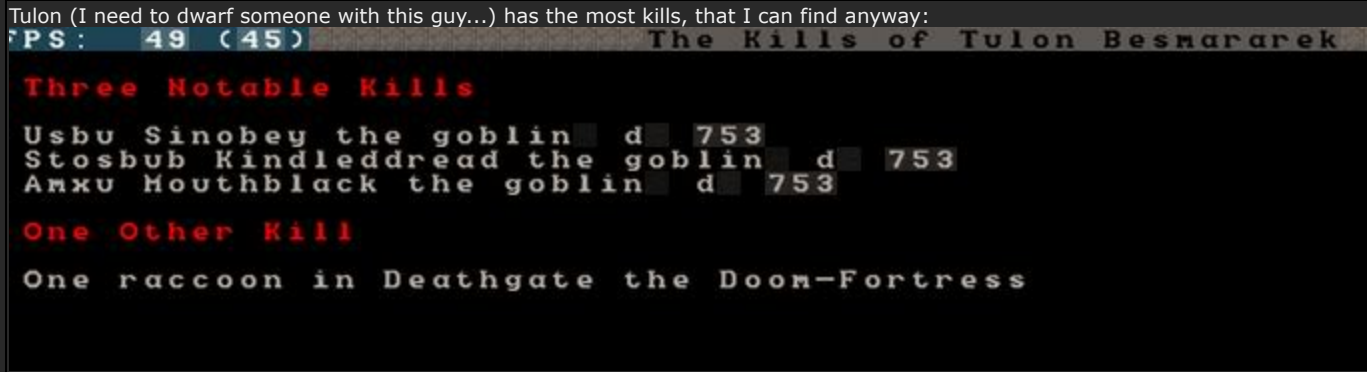 Tulon (I need to dwarf someone with this guy...) has the most kills, that I can find anyway:
FPS: 49 (45) The Kills of Tulon Besmararek
Three Notable Kills
Usbu Sinobey the goblin d 753
Stosbub Kindleddread the goblin d 753
Amxu Mouthblack the goblin d 753
One Other Kill
One raccoon in Deathgate the Doom-Fortress